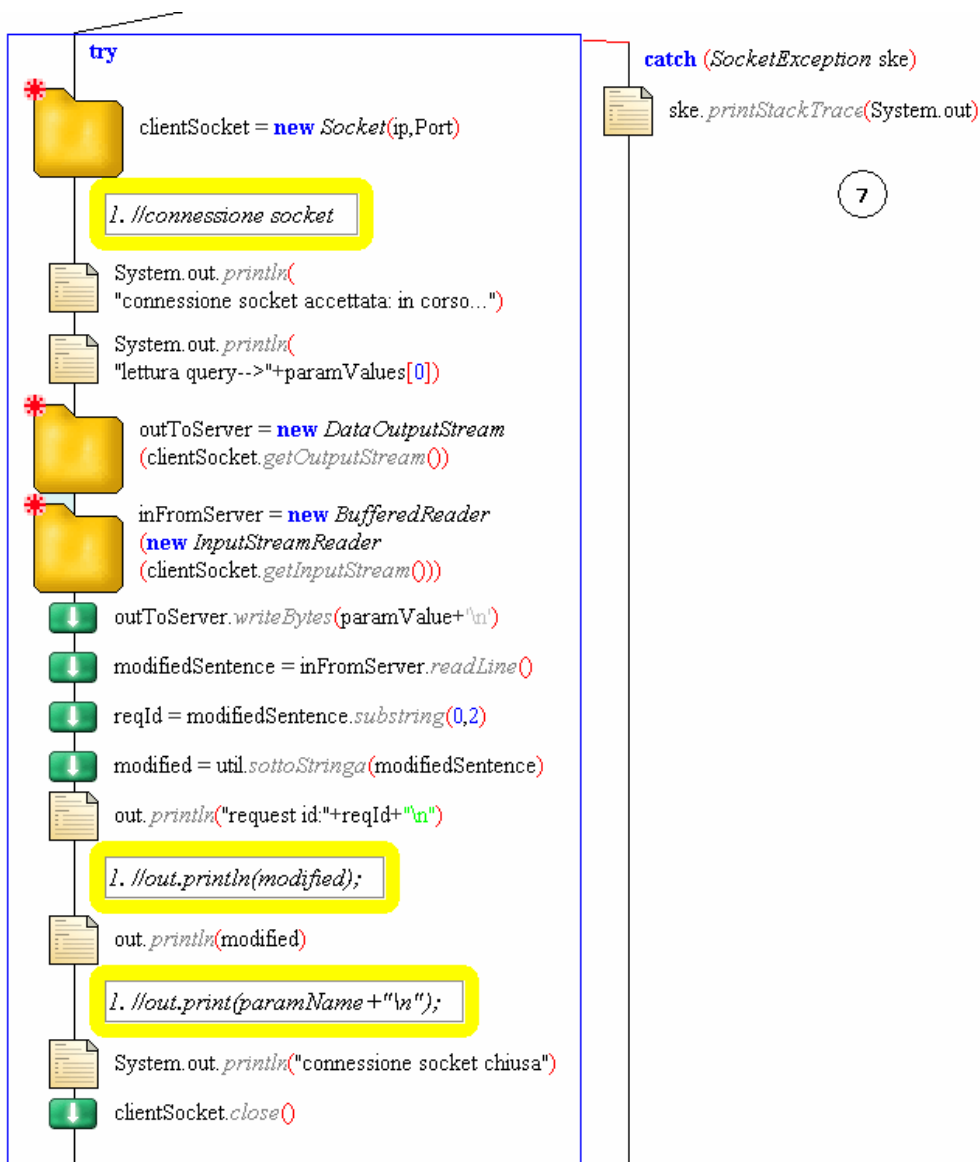 try
clientSocket = new Socket(ip,Port)
1. //connessione socket
System.out.println(
"connessione socket accettata: in corso...")
System.out.println(
"lettura query-->"+paramValues[0])
outToServer = new DataOutputStream
(clientSocket.getOutputStream())
inFromServer = new BufferedReader
(new InputStreamReader
(clientSocket.getInputStream()))
outToServer.writeBytes(paramValue+'\n')
modifiedSentence = inFromServer.readLine()
reqId = modifiedSentence.substring(0,2)
modified = util.sottoStringa(modifiedSentence)
out.println("request id:"+reqId+"\n")
1. //out.println(modified);
out.println(modified)
1. //out.print(paramName+"\n");
System.out.println("connessione socket chiusa")
clientSocket.close()
catch (SocketException ske)
ske.printStackTrace(System.out)
7